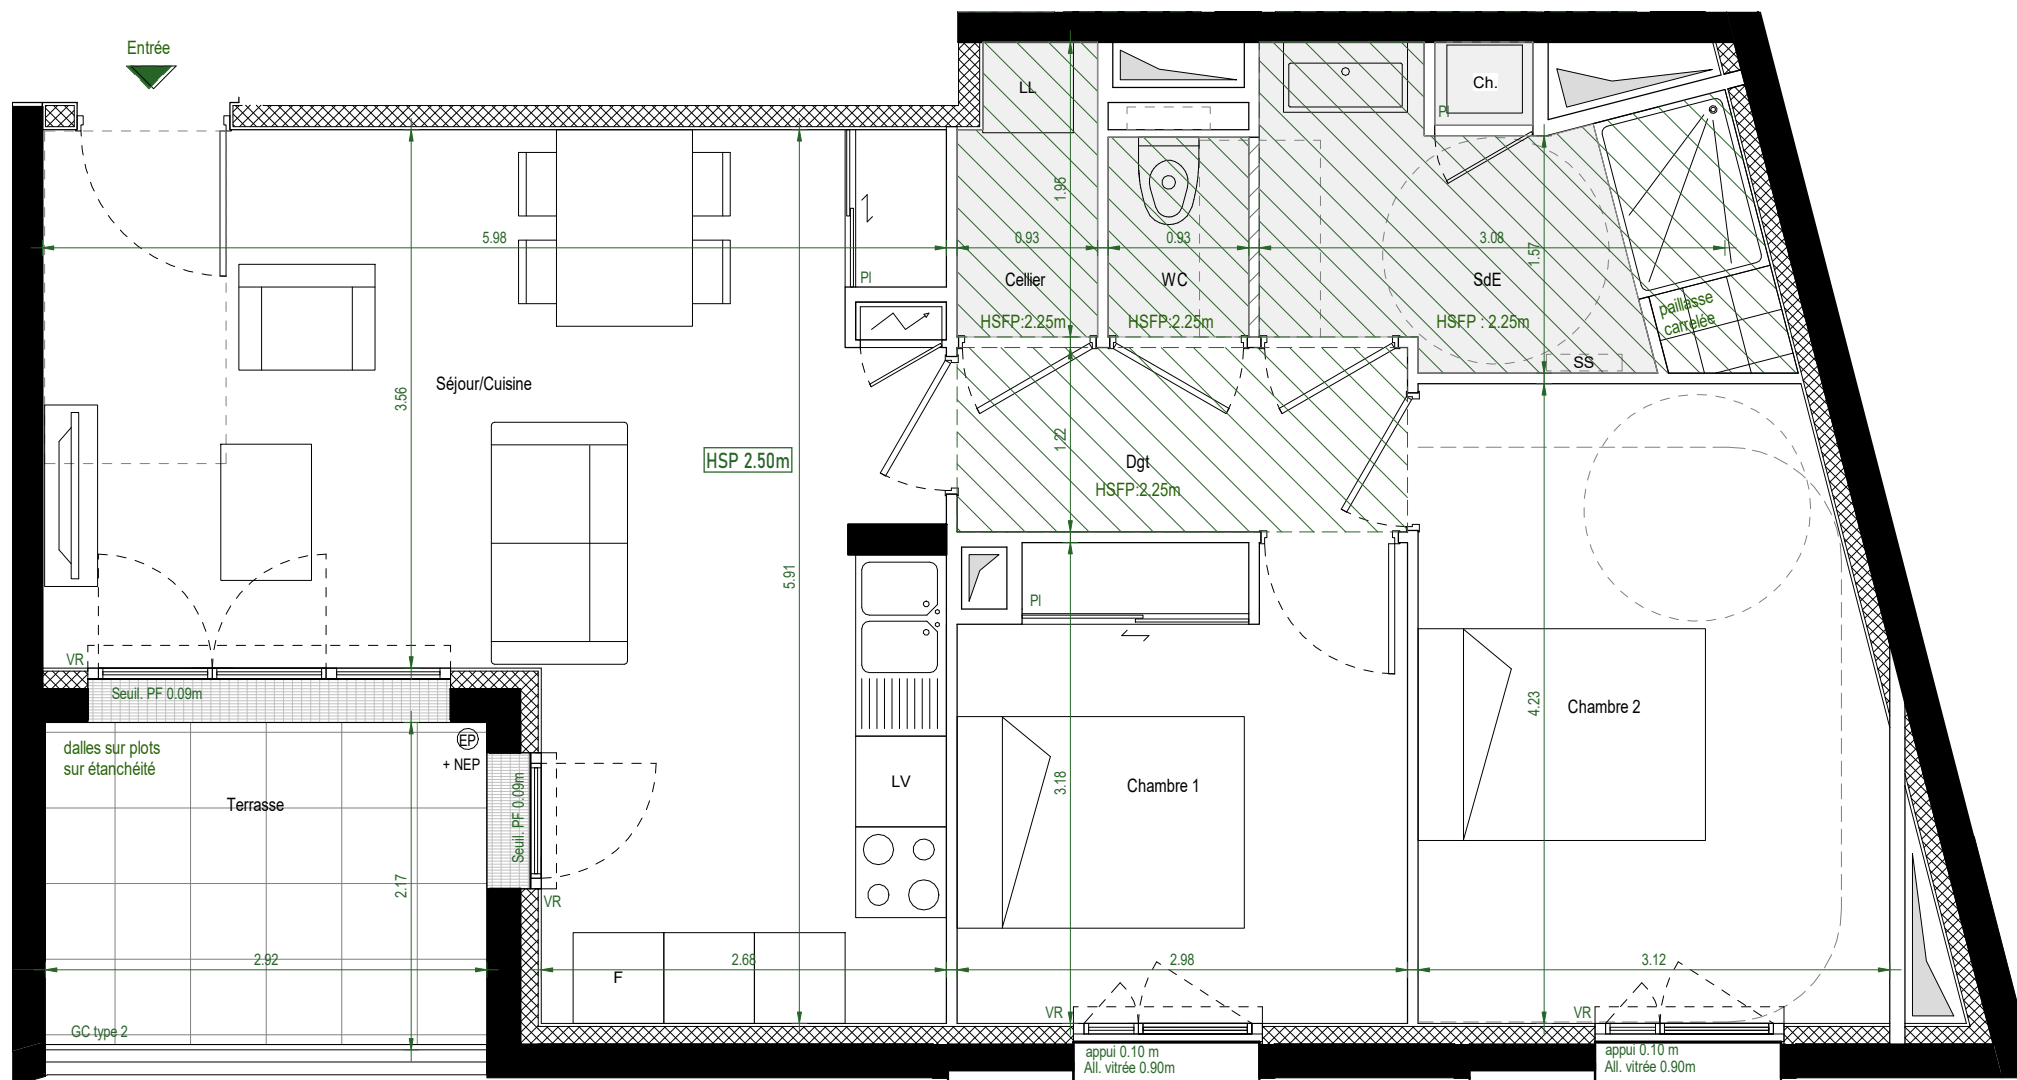 Entrée
LL
Ch.
Pl
1.95
5.98
0.93
0.93
3.08
1.57
Pl
Cellier
WC
SdE
HSFP:2.25m
HSFP:2.25m
HSFP : 2.25m
paillasse
carrelée
SS
Séjour/Cuisine
3.56
HSP 2.50m
1.22
Dgt
HSFP:2.25m
5.91
Pl
VR
Seuil. PF 0.09m
dalles sur plots
sur étanchéité
EP
+ NEP
Terrasse
Seuil. PF 0.09m
LV
3.18
Chambre 1
4.23
Chambre 2
2.17
VR
2.92
F
2.68
2.98
3.12
GC type 2
VR
VR
appui 0.10 m
All. vitrée 0.90m
appui 0.10 m
All. vitrée 0.90m